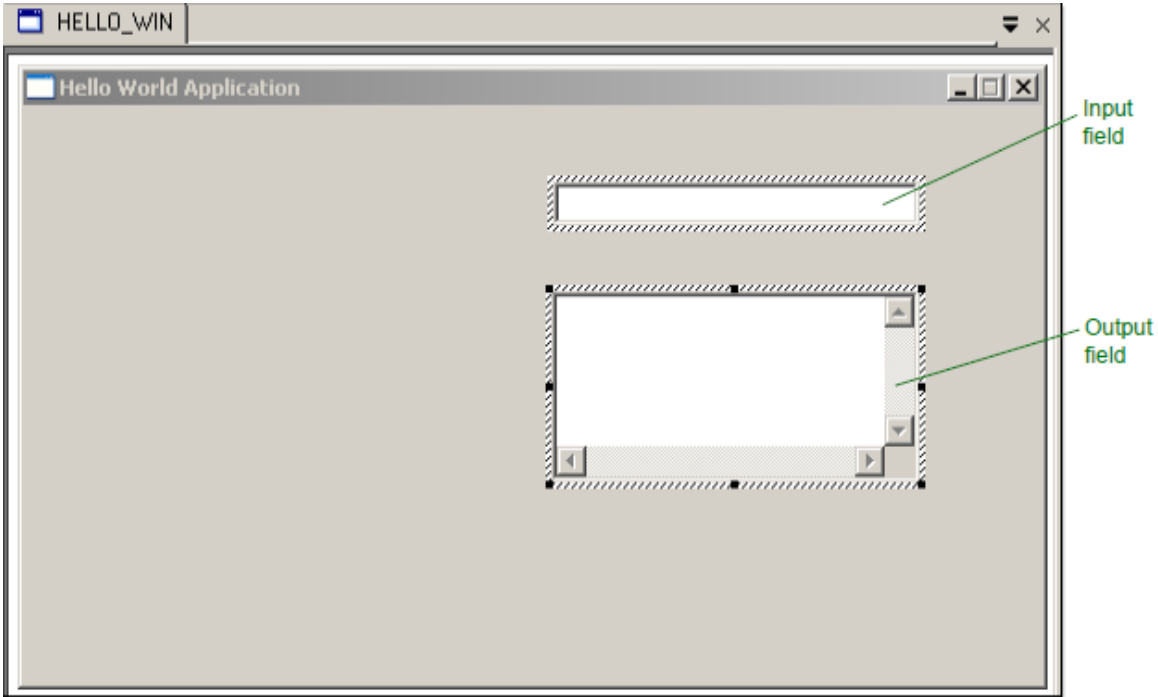 HELLO_WIN
Hello World Application
Input
field
Output
field